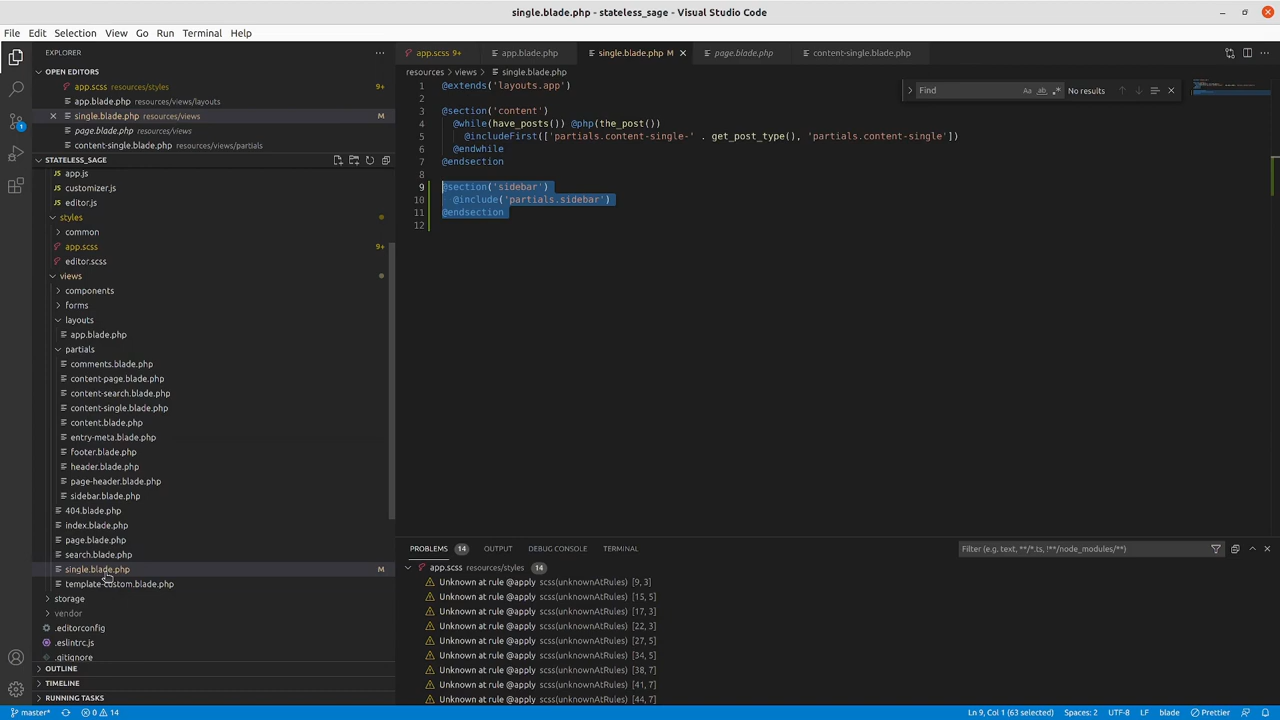 single.blade.php - stateless_sage - Visual Studio Code
File Edit Selection View Go Run Terminal Help
EXPLORER
OPEN EDITORS
app.scss resources/styles 9+
app.blade.php resources/views/layouts
single.blade.php resources/views M
page.blade.php resources/views
content-single.blade.php resources/views/partials
STATELESS_SAGE
app.js
customizer.js
editor.js
styles
common
app.scss 9+
editor.scss
views
components
forms
layouts
app.blade.php
partials
comments.blade.php
content-page.blade.php
content-search.blade.php
content-single.blade.php
content.blade.php
entry-meta.blade.php
footer.blade.php
header.blade.php
page-header.blade.php
sidebar.blade.php
404.blade.php
index.blade.php
page.blade.php
search.blade.php
single.blade.php M
template-custom.blade.php
storage
vendor
.editorconfig
.eslintrc.js
.gitignore
OUTLINE
TIMELINE
RUNNING TASKS
app.scss 9+ app.blade.php single.blade.php M page.blade.php content-single.blade.php
resources > views > single.blade.php
Find Aa ab .* No results
1 @extends('layouts.app')
2
3 @section('content')
4 @while(have_posts()) @php(the_post())
5 @includeFirst(['partials.content-single-' . get_post_type(), 'partials.content-single'])
6 @endwhile
7 @endsection
8
9 @section('sidebar')
10 @include('partials.sidebar')
11 @endsection
12
PROBLEMS 14 OUTPUT DEBUG CONSOLE TERMINAL
Filter (e.g. text, **/*.ts, !**/node_modules/**)
app.scss resources/styles 14
Unknown at rule @apply scss(unknownAtRules) [9, 3]
Unknown at rule @apply scss(unknownAtRules) [15, 5]
Unknown at rule @apply scss(unknownAtRules) [17, 3]
Unknown at rule @apply scss(unknownAtRules) [22, 3]
Unknown at rule @apply scss(unknownAtRules) [27, 5]
Unknown at rule @apply scss(unknownAtRules) [34, 5]
Unknown at rule @apply scss(unknownAtRules) [38, 7]
Unknown at rule @apply scss(unknownAtRules) [41, 7]
Unknown at rule @apply scss(unknownAtRules) [44, 7]
1
master* 0 14 Ln 9, Col 1 (63 selected) Spaces: 2 UTF-8 LF blade Prettier